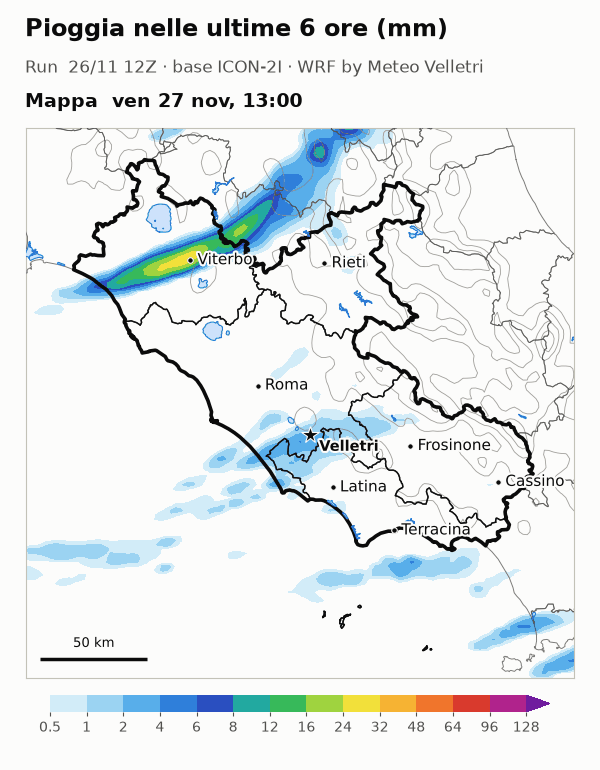 Pioggia nelle ultime 6 ore (mm)
Run  26/11 12Z · base ICON-2I · WRF by Meteo Velletri
Mappa  ven 27 nov, 13:00
Viterbo
Rieti
Roma
Velletri
Frosinone
Latina
Cassino
Terracina
50 km
0.5 1 2 4 6 8 12 16 24 32 48 64 96 128